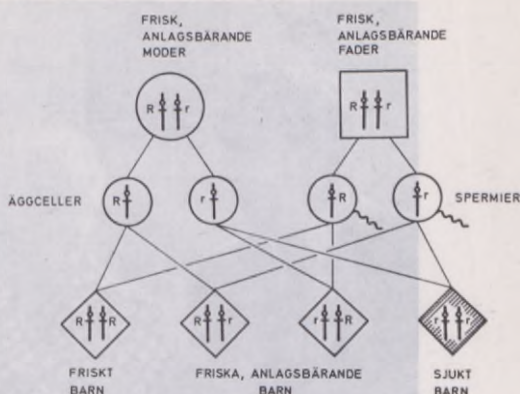 FRISK,
ANLAGSBÄRANDE
MODER
FRISK,
ANLAGSBÄRANDE
FADER
R r
R r
ÄGGCELLER
R
r
R
r
SPERMIER
R R
R r
r R
r r
FRISKT
BARN
FRISKA, ANLAGSBÄRANDE
BARN
SJUKT
BARN